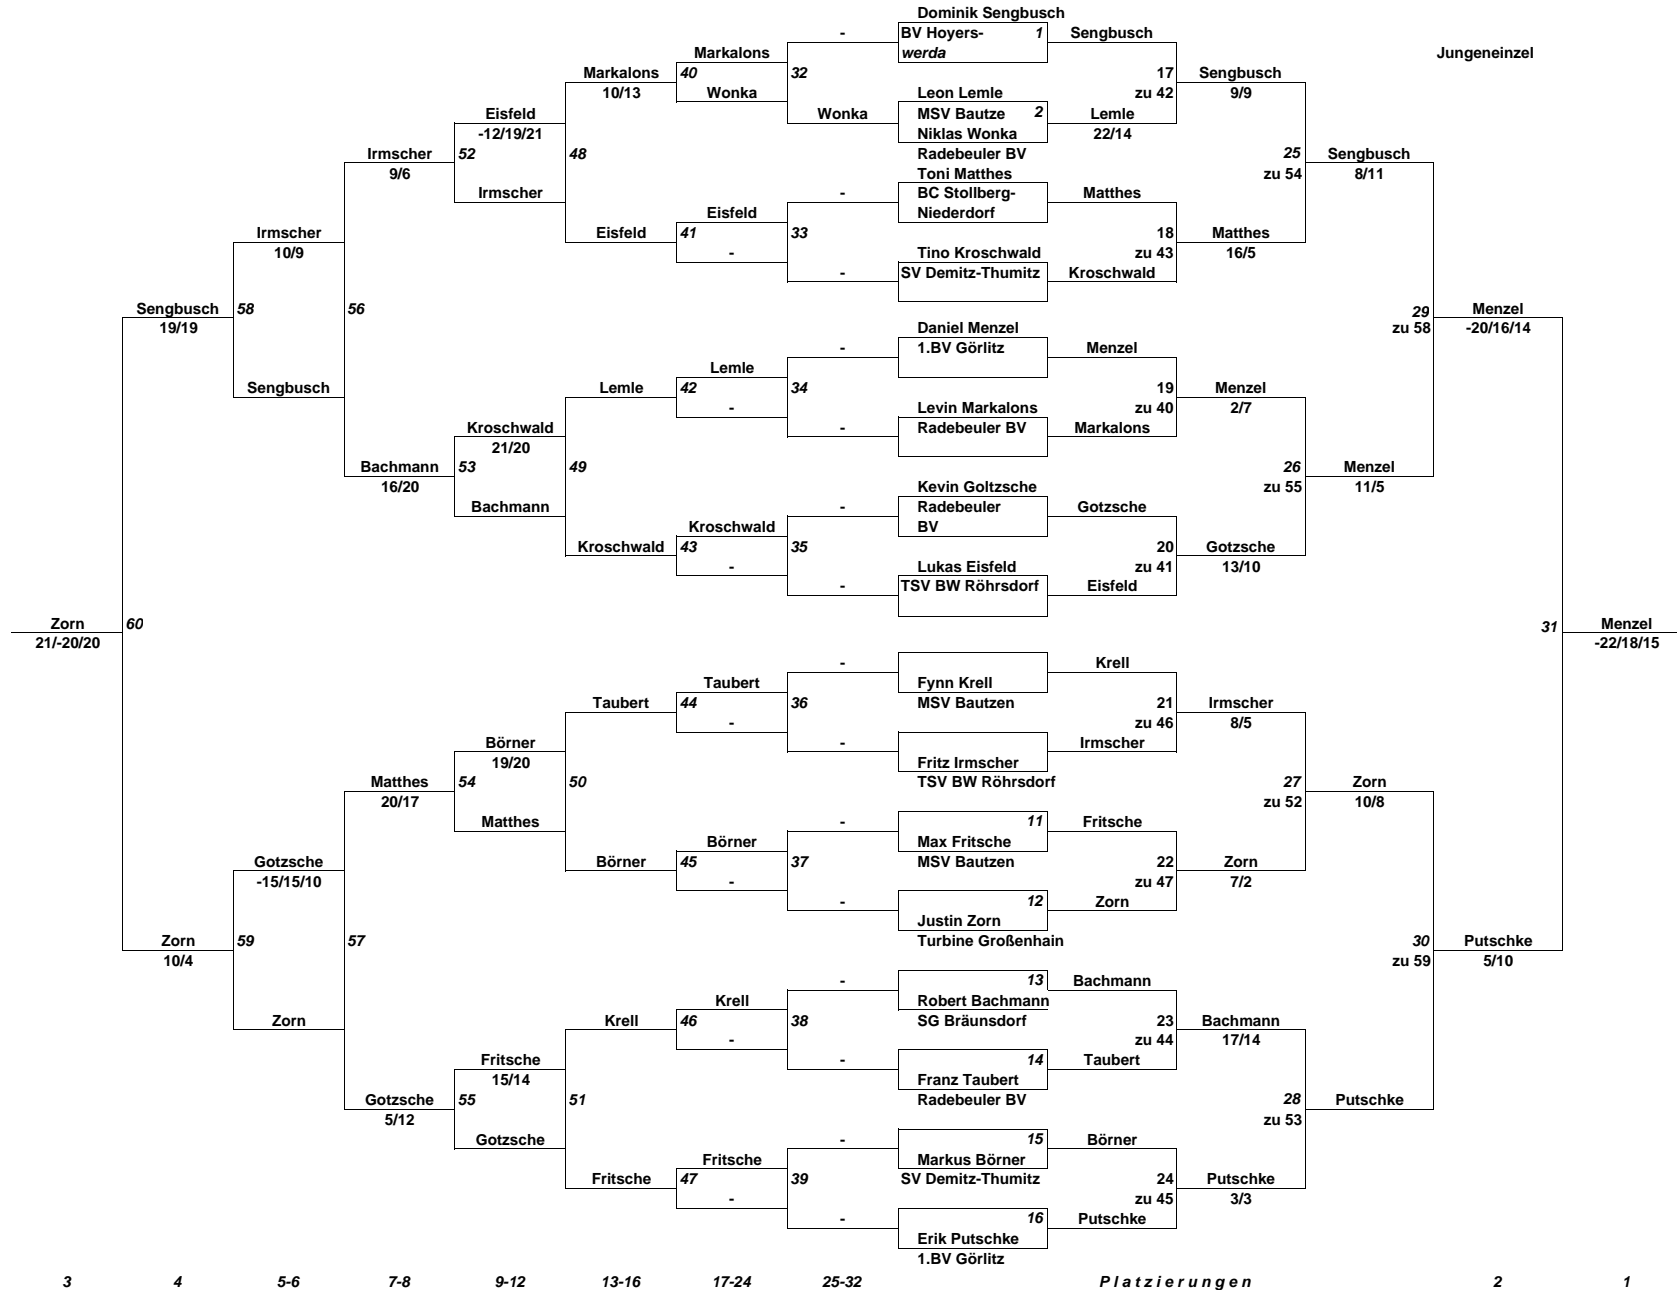 Dominik Sengbusch
- BV Hoyers- 1 Sengbusch
Markalons werda Jungeneinzel
Markalons 40 32 17 Sengbusch
10/13 Wonka Leon Lemle zu 42 9/9
Eisfeld Wonka MSV Bautze 2 Lemle
-12/19/21 Niklas Wonka 22/14
Irmscher 52 48 Radebeuler BV 25 Sengbusch
9/6 Toni Matthes zu 54 8/11
Irmscher - BC Stollberg- Matthes
Eisfeld Niederdorf
Irmscher Eisfeld 41 33 18 Matthes
10/9 - Tino Kroschwald zu 43 16/5
- SV Demitz-Thumitz Kroschwald
Sengbusch 58 56 29 Menzel
19/19 Daniel Menzel zu 58 -20/16/14
- 1.BV Görlitz Menzel
Lemle
Sengbusch Lemle 42 34 19 Menzel
- Levin Markalons zu 40 2/7
Kroschwald - Radebeuler BV Markalons
21/20
Bachmann 53 49 26 Menzel
16/20 Kevin Goltzsche zu 55 11/5
Bachmann - Radebeuler Gotzsche
Kroschwald BV
Kroschwald 43 35 20 Gotzsche
- Lukas Eisfeld zu 41 13/10
- TSV BW Röhrsdorf Eisfeld
Zorn 60 31 Menzel
21/-20/20 -22/18/15
- Krell
Taubert Fynn Krell
Taubert 44 36 MSV Bautzen 21 Irmscher
- zu 46 8/5
Börner - Irmscher
19/20 Fritz Irmscher
Matthes 54 50 TSV BW Röhrsdorf 27 Zorn
20/17 zu 52 10/8
Matthes - 11 Fritsche
Börner Max Fritsche
Gotzsche Börner 45 37 MSV Bautzen 22 Zorn
-15/15/10 - zu 47 7/2
- 12 Zorn
Justin Zorn
Zorn 59 57 Turbine Großenhain 30 Putschke
10/4 zu 59 5/10
- 13 Bachmann
Krell Robert Bachmann
Zorn Krell 46 38 SG Bräunsdorf 23 Bachmann
- zu 44 17/14
Fritsche - 14 Taubert
15/14 Franz Taubert
Gotzsche 55 51 Radebeuler BV 28 Putschke
5/12 zu 53
Gotzsche - 15 Börner
Fritsche Markus Börner
Fritsche 47 39 SV Demitz-Thumitz 24 Putschke
- zu 45 3/3
- 16 Putschke
Erik Putschke
1.BV Görlitz
3 4 5-6 7-8 9-12 13-16 17-24 25-32 Platzierungen 2 1